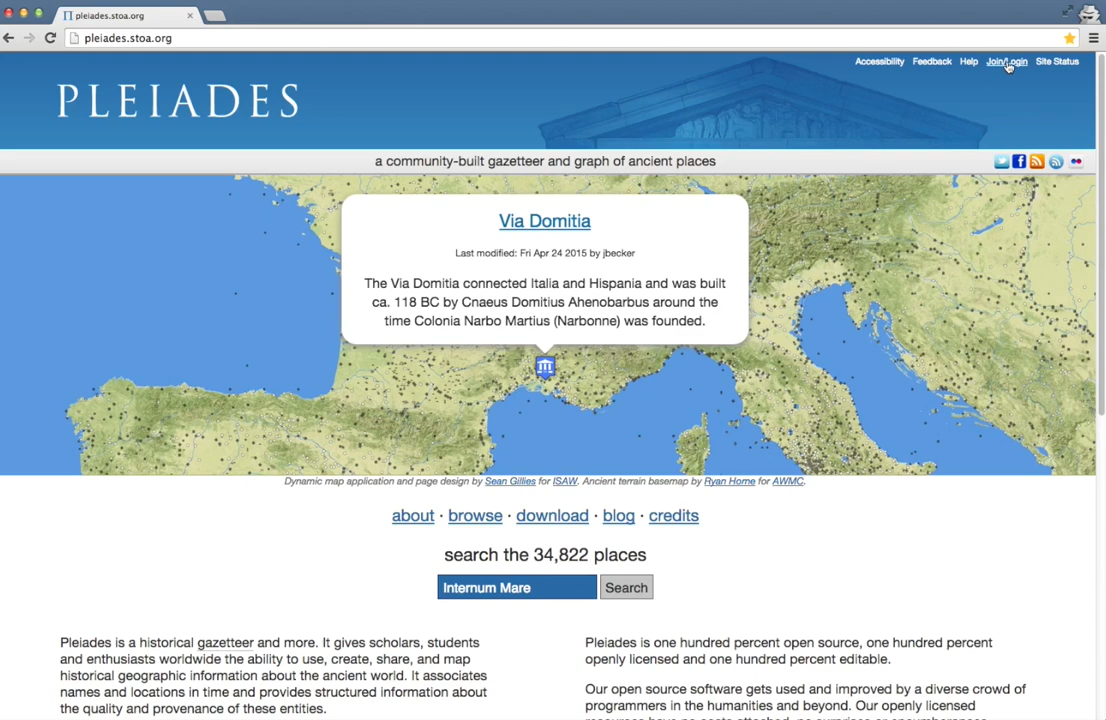 pleiades.stoa.org
pleiades.stoa.org
Accessibility Feedback Help Join/Login Site Status
PLEIADES
a community-built gazetteer and graph of ancient places
Via Domitia
Last modified: Fri Apr 24 2015 by jbecker
The Via Domitia connected Italia and Hispania and was built
ca. 118 BC by Cnaeus Domitius Ahenobarbus around the
time Colonia Narbo Martius (Narbonne) was founded.
Dynamic map application and page design by Sean Gillies for ISAW. Ancient terrain basemap by Ryan Horne for AWMC.
about · browse · download · blog · credits
search the 34,822 places
Internum Mare Search
Pleiades is a historical gazetteer and more. It gives scholars, students
and enthusiasts worldwide the ability to use, create, share, and map
historical geographic information about the ancient world. It associates
names and locations in time and provides structured information about
the quality and provenance of these entities.
Pleiades is one hundred percent open source, one hundred percent
openly licensed and one hundred percent editable.
Our open source software gets used and improved by a diverse crowd of
programmers in the humanities and beyond. Our openly licensed
resources have no costs attached, no surprises or encumbrances